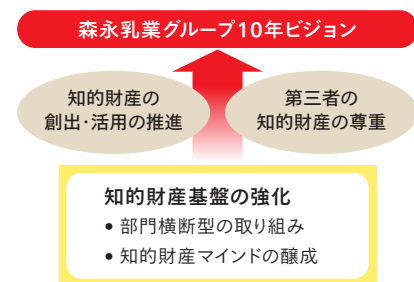 森永乳業グループ10年ビジョン
知的財産の
創出・活用の推進
第三者の
知的財産の尊重
知的財産基盤の強化
• 部門横断型の取り組み
• 知的財産マインドの醸成